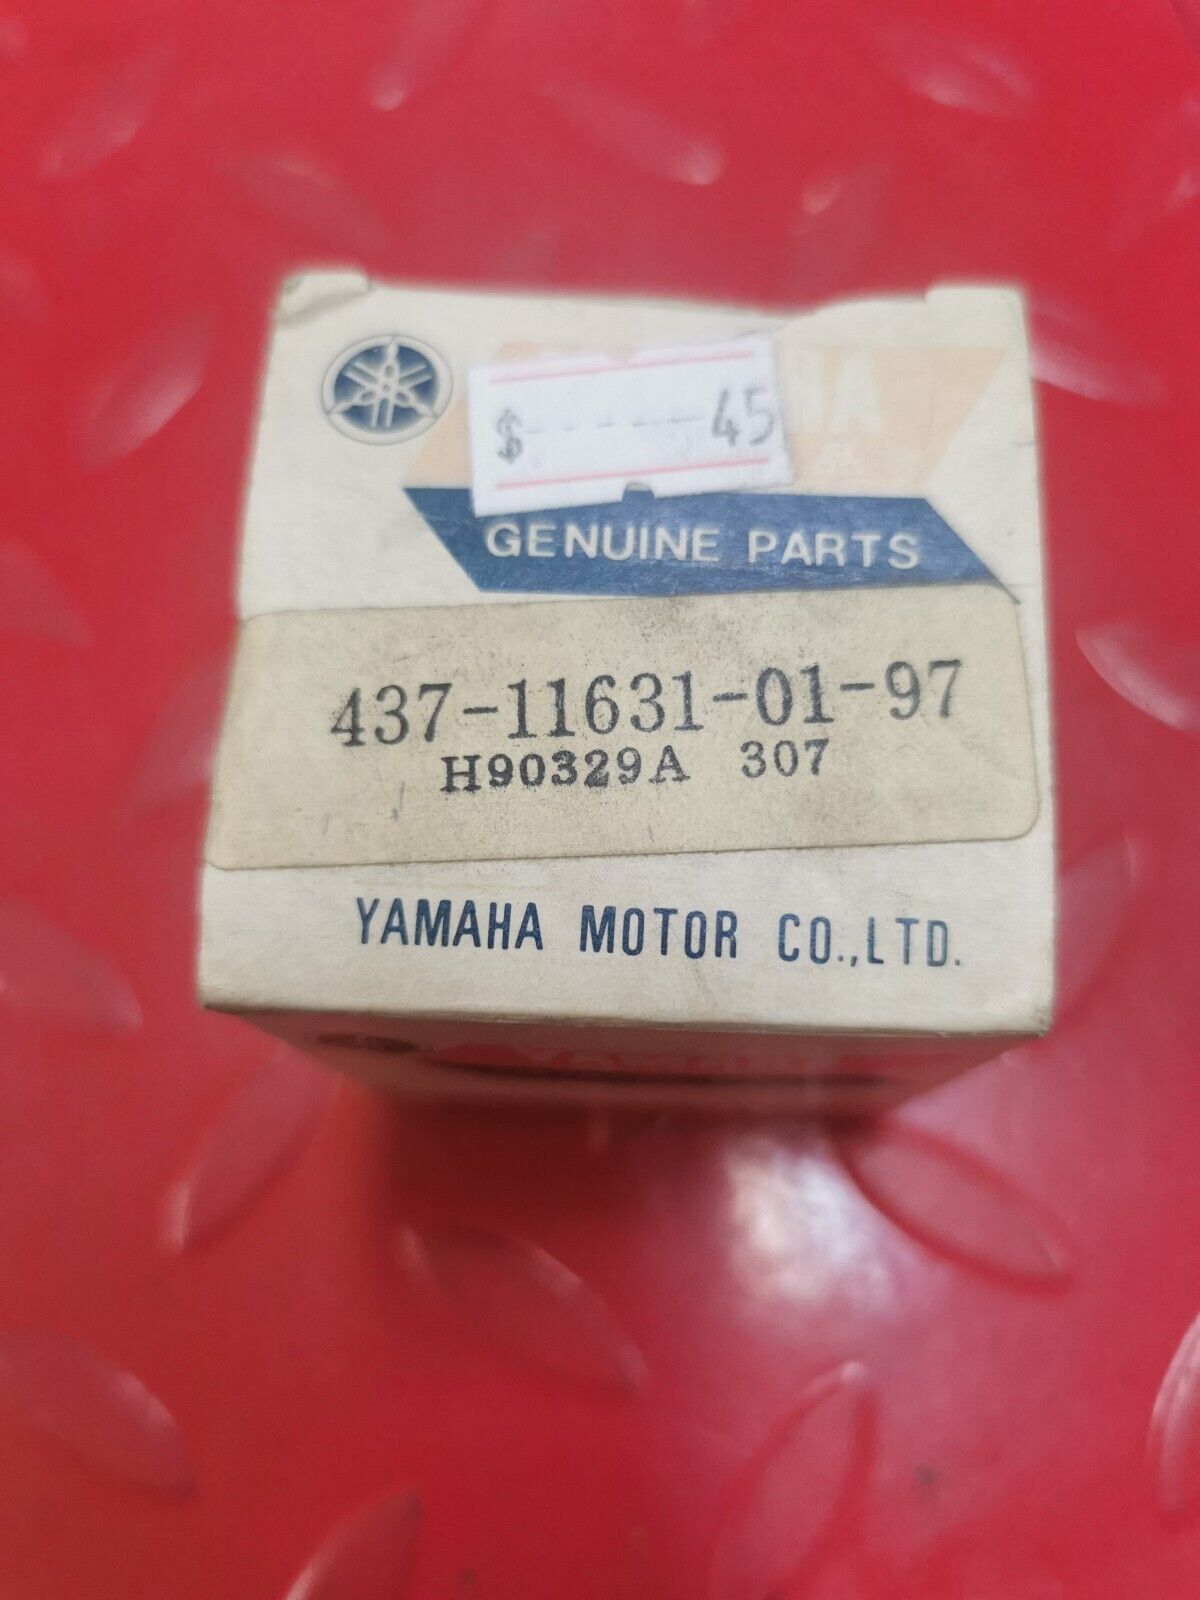 $ ------ 45
GENUINE PARTS
437-11631-01-97
H90329A 307
YAMAHA MOTOR CO.,LTD.